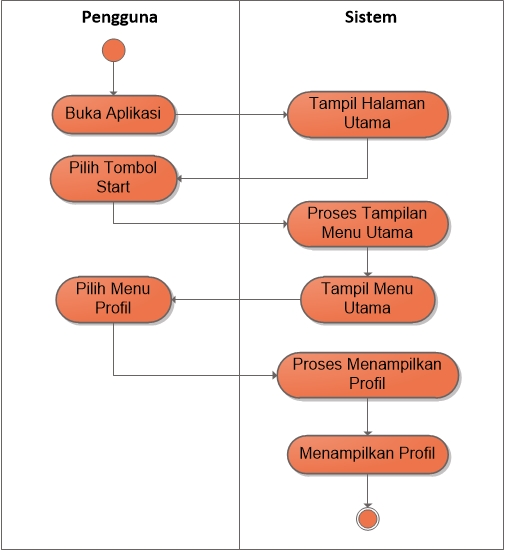 Pengguna
Sistem
Buka Aplikasi
Tampil Halaman
Utama
Pilih Tombol
Start
Proses Tampilan
Menu Utama
Tampil Menu
Utama
Pilih Menu
Profil
Proses Menampilkan
Profil
Menampilkan Profil